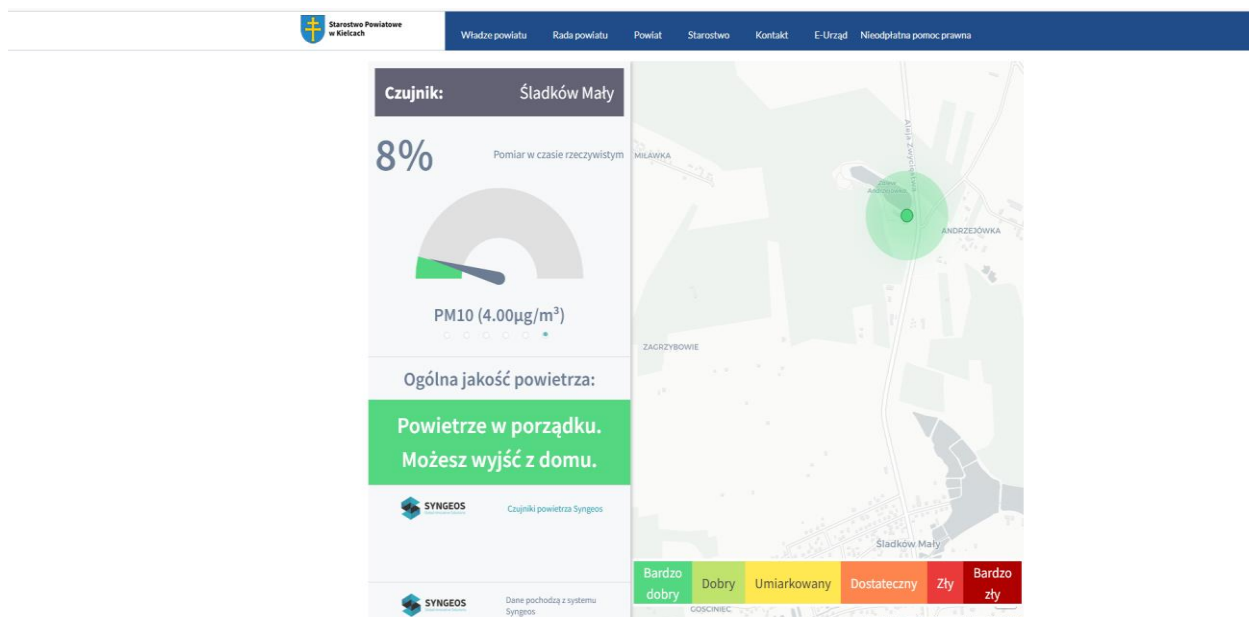 Starostwo Powiatowe
w Kielcach
Władze powiatu Rada powiatu Powiat Starostwo Kontakt E-Urząd Nieodpłatna pomoc prawna
Czujnik: Śladków Mały
8% Pomiar w czasie rzeczywistym
PM10 (4.00µg/m³)
Ogólna jakość powietrza:
Powietrze w porządku.
Możesz wyjść z domu.
SYNGEOS
Czujniki powietrza Syngeos
SYNGEOS
Dane pochodzą z systemu
Syngeos
MILAWKA
Aleja Zwycięstwa
ANDRZEJÓWKA
ZAGRZYBOWIE
Śladków Mały
Bardzo dobry
Dobry
Umiarkowany
Dostateczny
Zły
Bardzo zły
GOŚCINIEC